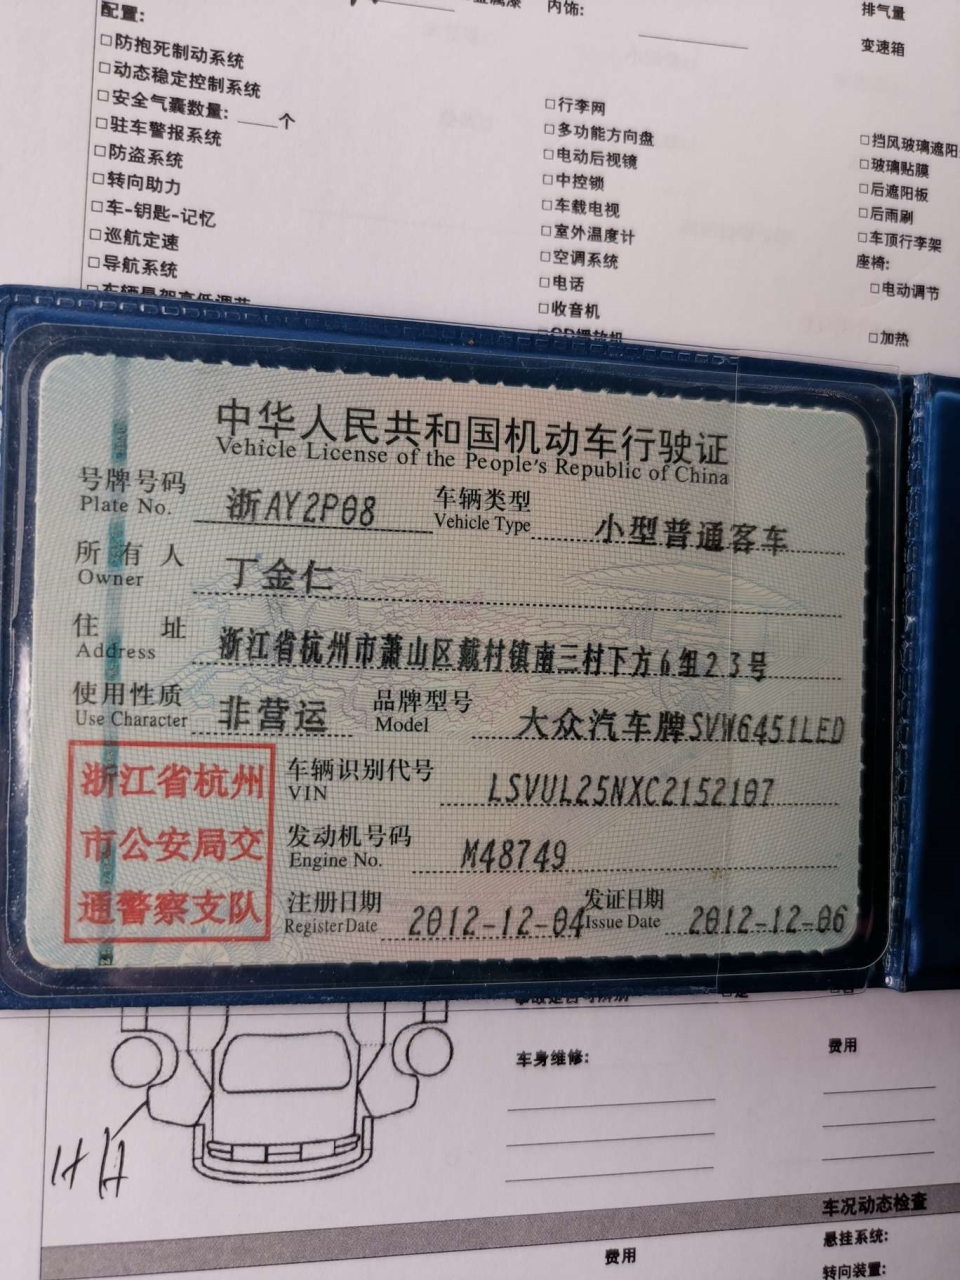 配置:
内饰:
排气量
变速箱
□防抱死制动系统
□动态稳定控制系统
□安全气囊数量: ____个
□驻车警报系统
□防盗系统
□转向助力
□车-钥匙-记忆
□巡航定速
□导航系统
□行李网
□多功能方向盘
□电动后视镜
□中控锁
□车载电视
□室外温度计
□空调系统
□电话
□收音机
□挡风玻璃遮阳
□玻璃贴膜
□后遮阳板
□后雨刷
□车顶行李架
座椅:
□电动调节
□加热
中华人民共和国机动车行驶证
Vehicle License of the People's Republic of China
号牌号码 浙AY2P08 车辆类型 小型普通客车
Plate No. Vehicle Type
所有人 丁金仁
Owner
住址 浙江省杭州市萧山区戴村镇南三村下方6组23号
Address
使用性质 非营运 品牌型号 大众汽车牌SVW6451LED
Use Character Model
浙江省杭州
市公安局交
通警察支队
车辆识别代号 LSVUL25NXC2152107
VIN
发动机号码 M48749
Engine No.
注册日期 2012-12-04 发证日期 2012-12-06
Register Date Issue Date
车身维修:
费用
车况动态检查
费用
悬挂系统:
转向装置: